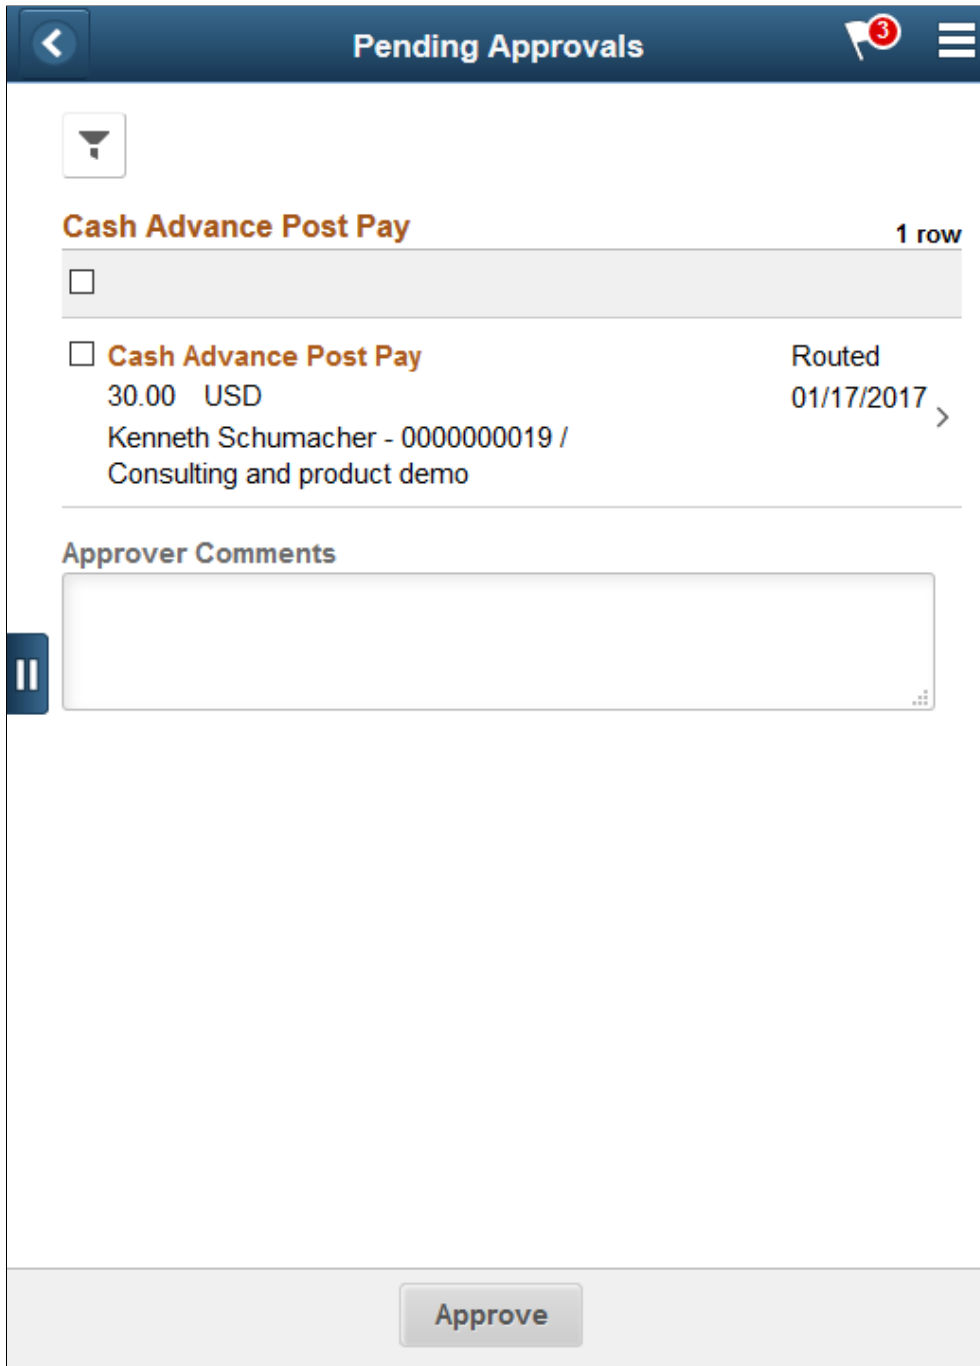 Pending Approvals
3
Cash Advance Post Pay
1 row
Cash Advance Post Pay
Routed
30.00 USD
01/17/2017
Kenneth Schumacher - 0000000019 /
Consulting and product demo
Approver Comments
Approve